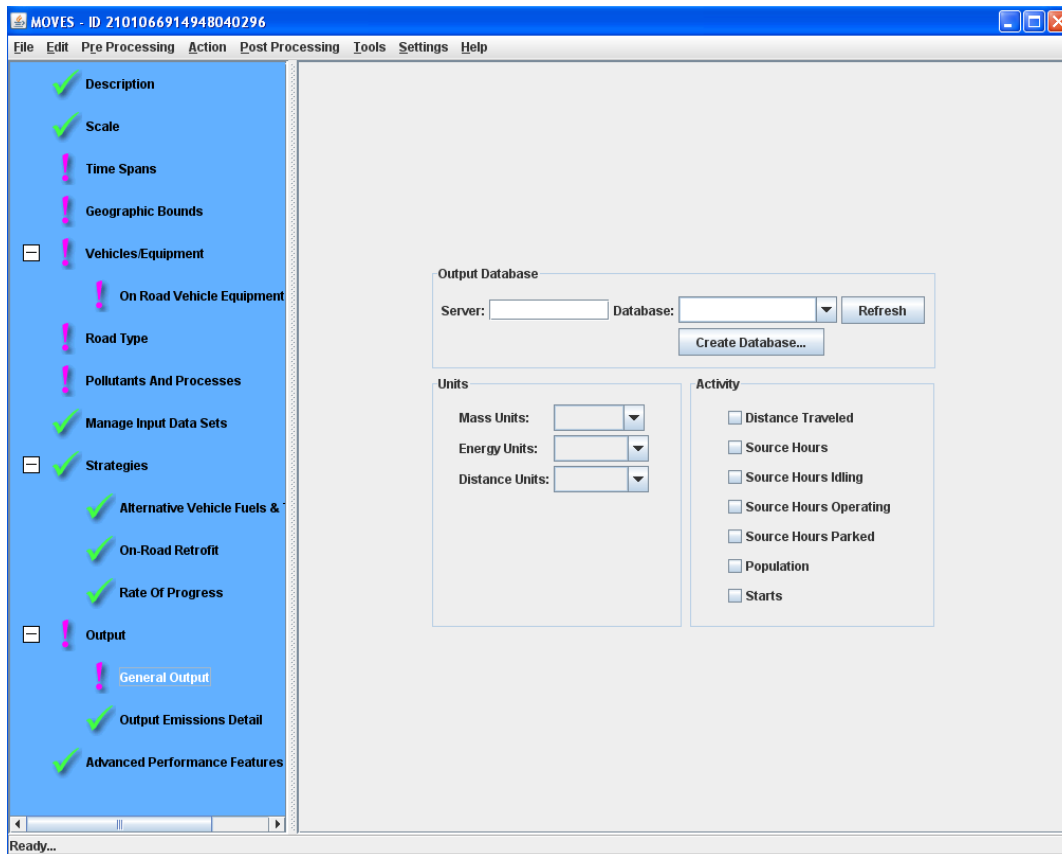 MOVES - ID 2101066914948040296
File Edit Pre Processing Action Post Processing Tools Settings Help
Description
Scale
Time Spans
Geographic Bounds
Vehicles/Equipment
On Road Vehicle Equipment
Road Type
Pollutants And Processes
Manage Input Data Sets
Strategies
Alternative Vehicle Fuels &
On-Road Retrofit
Rate Of Progress
Output
General Output
Output Emissions Detail
Advanced Performance Features
Output Database
Server: Database: Refresh
Create Database...
Units
Mass Units:
Energy Units:
Distance Units:
Activity
Distance Traveled
Source Hours
Source Hours Idling
Source Hours Operating
Source Hours Parked
Population
Starts
Ready...